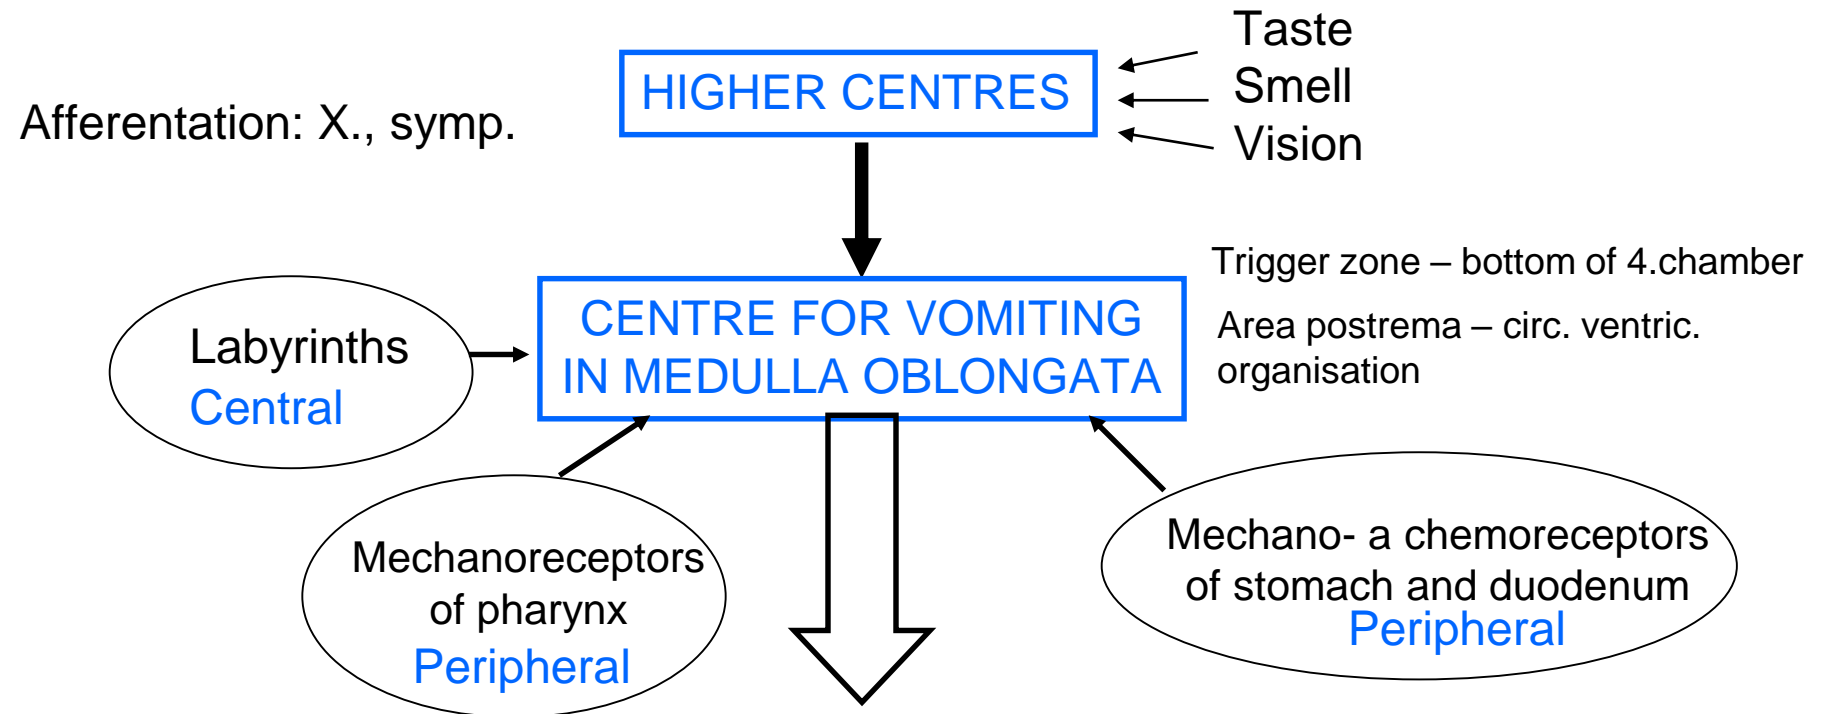 Taste
HIGHER CENTRES
Smell
Afferentation: X., symp.
Vision
Trigger zone – bottom of 4.chamber
CENTRE FOR VOMITING
IN MEDULLA OBLONGATA
Area postrema – circ. ventric.
organisation
Labyrinths
Central
Mechanoreceptors
of pharynx
Peripheral
Mechano- a chemoreceptors
of stomach and duodenum
Peripheral